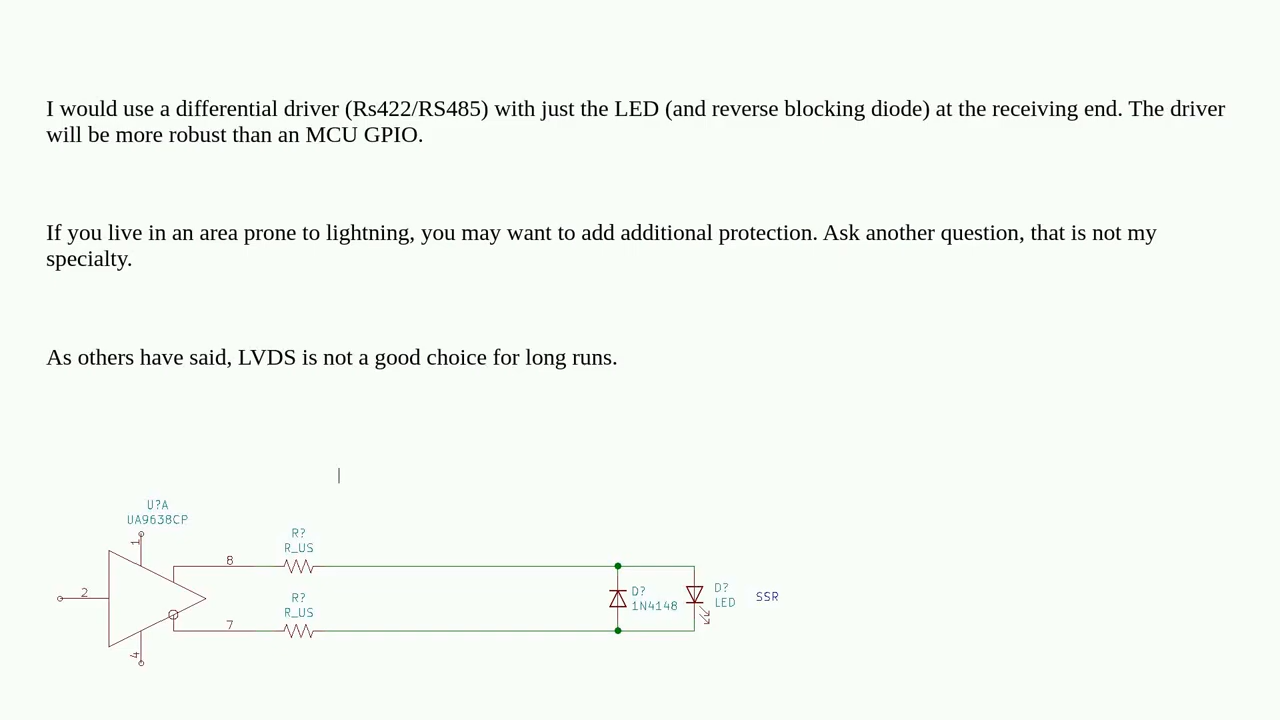 I would use a differential driver (Rs422/RS485) with just the LED (and reverse blocking diode) at the receiving end. The driver
will be more robust than an MCU GPIO.
If you live in an area prone to lightning, you may want to add additional protection. Ask another question, that is not my
specialty.
As others have said, LVDS is not a good choice for long runs.
U?A
UA9638CP
1
2
4
8
7
R?
R_US
R?
R_US
D?
1N4148
D?
LED
SSR